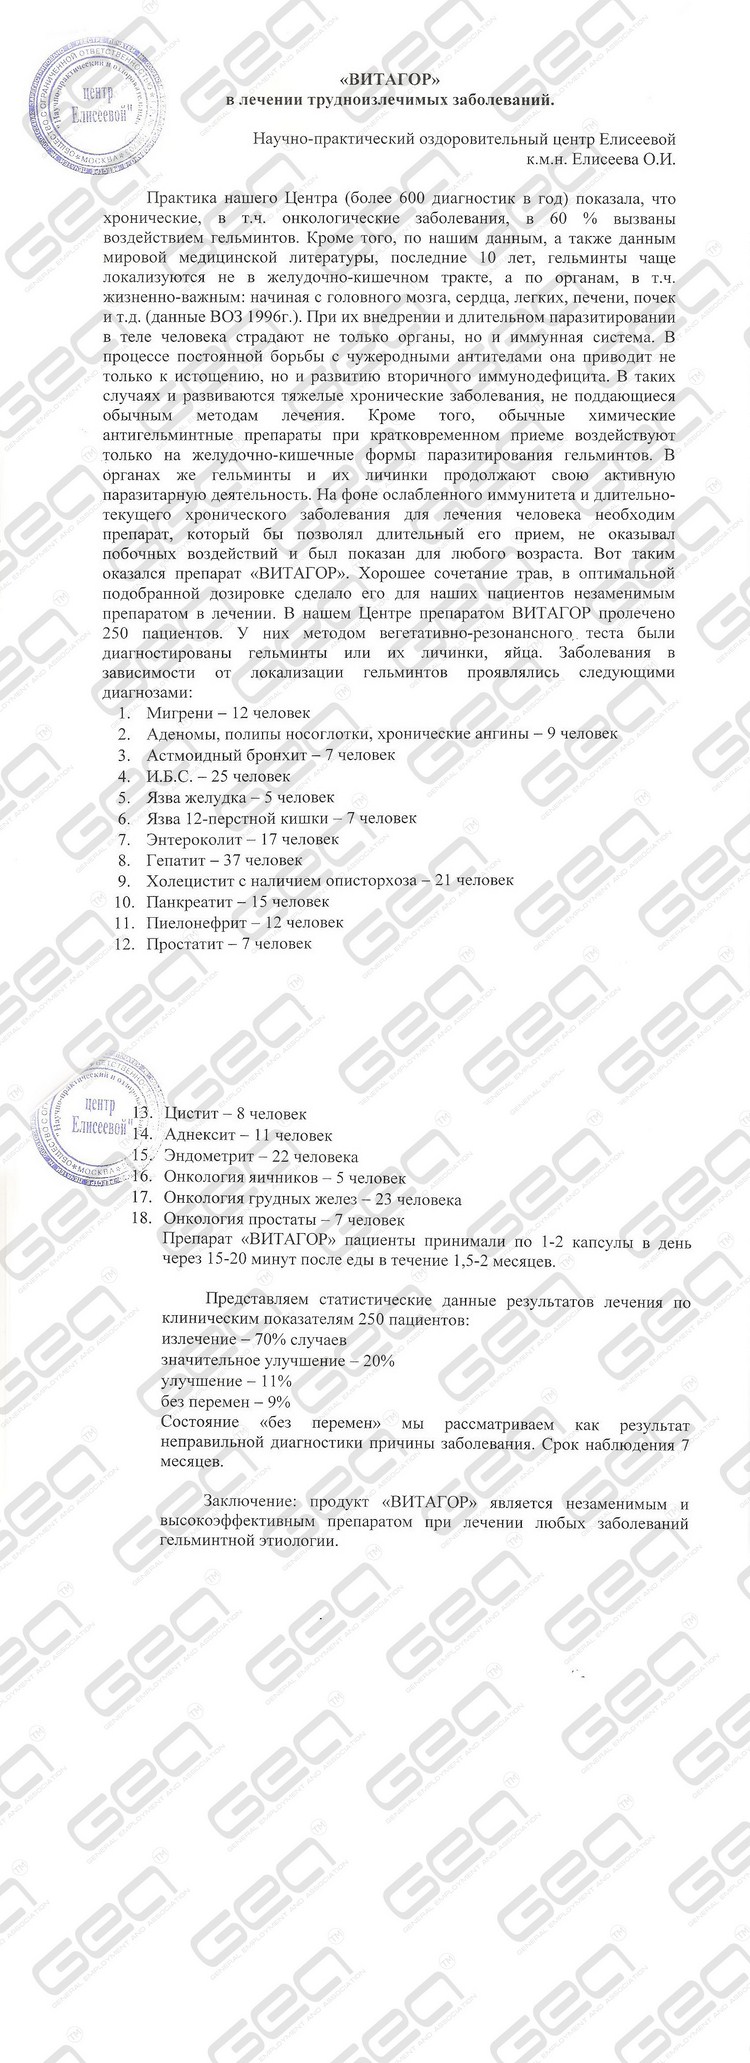 «ВИТАГОР»
в лечении трудноизлечимых заболеваний.
Научно-практический оздоровительный центр Елисеевой
к.м.н. Елисеева О.И.
Практика нашего Центра (более 600 диагностик в год) показала, что
хронические, в т.ч. онкологические заболевания, в 60 % вызваны
воздействием гельминтов. Кроме того, по нашим данным, а также данным
мировой медицинской литературы, последние 10 лет, гельминты чаще
локализуются не в желудочно-кишечном тракте, а по органам, в т.ч.
жизненно-важным: начиная с головного мозга, сердца, легких, печени, почек
и т.д. (данные ВОЗ 1996г.). При их внедрении и длительном паразитировании
в теле человека страдают не только органы, но и иммунная система. В
процессе постоянной борьбы с чужеродными антителами она приводит не
только к истощению, но и развитию вторичного иммунодефицита. В таких
случаях и развиваются тяжелые хронические заболевания, не поддающиеся
обычным методам лечения. Кроме того, обычные химические
антигельминтные препараты при кратковременном приеме воздействуют
только на желудочно-кишечные формы паразитирования гельминтов. В
органах же гельминты и их личинки продолжают свою активную
паразитарную деятельность. На фоне ослабленного иммунитета и длительно-
текущего хронического заболевания для лечения человека необходим
препарат, который бы позволял длительный его прием, не оказывал
побочных воздействий и был показан для любого возраста. Вот таким
оказался препарат «ВИТАГОР». Хорошее сочетание трав, в оптимальной
подобранной дозировке сделало его для наших пациентов незаменимым
препаратом в лечении. В нашем Центре препаратом ВИТАГОР пролечено
250 пациентов. У них методом вегетативно-резонансного теста были
диагностированы гельминты или их личинки, яйца. Заболевания в
зависимости от локализации гельминтов проявлялись следующими
диагнозами:
1. Мигрени – 12 человек
2. Аденомы, полипы носоглотки, хронические ангины – 9 человек
3. Астмоидный бронхит – 7 человек
4. И.Б.С. – 25 человек
5. Язва желудка – 5 человек
6. Язва 12-перстной кишки – 7 человек
7. Энтероколит – 17 человек
8. Гепатит – 37 человек
9. Холецистит с наличием описторхоза – 21 человек
10. Панкреатит – 15 человек
11. Пиелонефрит – 12 человек
12. Простатит – 7 человек
центр
Елисеевой"
МОСКВА
13. Цистит – 8 человек
14. Аднексит – 11 человек
15. Эндометрит – 22 человека
16. Онкология яичников – 5 человек
17. Онкология грудных желез – 23 человека
18. Онкология простаты – 7 человек
Препарат «ВИТАГОР» пациенты принимали по 1-2 капсулы в день
через 15-20 минут после еды в течение 1,5-2 месяцев.
Представляем статистические данные результатов лечения по
клиническим показателям 250 пациентов:
излечение – 70% случаев
значительное улучшение – 20%
улучшение – 11%
без перемен – 9%
Состояние «без перемен» мы рассматриваем как результат
неправильной диагностики причины заболевания. Срок наблюдения 7
месяцев.
Заключение: продукт «ВИТАГОР» является незаменимым и
высокоэффективным препаратом при лечении любых заболеваний
гельминтной этиологии.